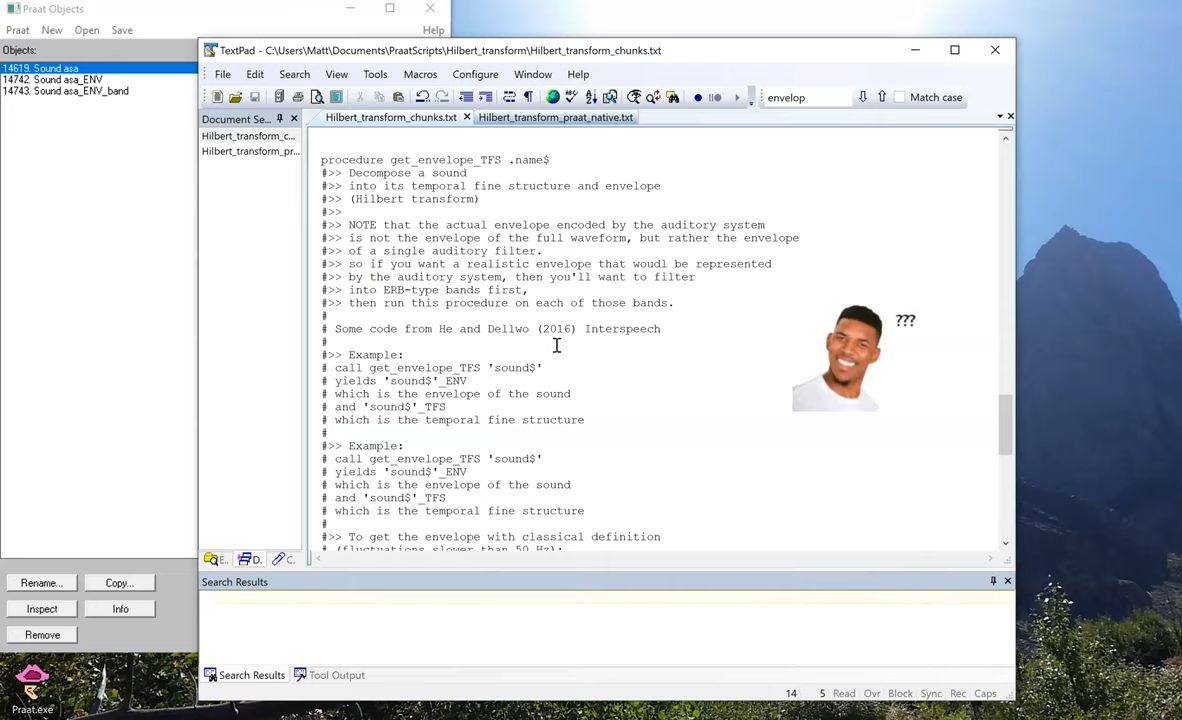 Praat Objects
Praat New Open Save Help
Objects:
14619. Sound asa
14742. Sound asa_ENV
14743. Sound asa_ENV_band
Rename... Copy...
Inspect Info
Remove
Praat.exe
TextPad - C:\Users\Matt\Documents\PraatScripts\Hilbert_transform\Hilbert_transform_chunks.txt
File Edit Search View Tools Macros Configure Window Help
envelop Match case
Document Se...
Hilbert_transform_c...
Hilbert_transform_pr...
Hilbert_transform_chunks.txt Hilbert_transform_praat_native.txt
procedure get_envelope_TFS .name$
#>> Decompose a sound
#>> into its temporal fine structure and envelope
#>> (Hilbert transform)
#>>
#>> NOTE that the actual envelope encoded by the auditory system
#>> is not the envelope of the full waveform, but rather the envelope
#>> of a single auditory filter.
#>> so if you want a realistic envelope that woudl be represented
#>> by the auditory system, then you'll want to filter
#>> into ERB-type bands first,
#>> then run this procedure on each of those bands.
#
# Some code from He and Dellwo (2016) Interspeech
#
#>> Example:
# call get_envelope_TFS 'sound$'
# yields 'sound$'_ENV
# which is the envelope of the sound
# and 'sound$'_TFS
# which is the temporal fine structure
#
#>> Example:
# call get_envelope_TFS 'sound$'
# yields 'sound$'_ENV
# which is the envelope of the sound
# and 'sound$'_TFS
# which is the temporal fine structure
#
#>> To get the envelope with classical definition
# (fluctuations slower than 50 Hz):
???
E. D. C.
Search Results
Search Results Tool Output
14 5 Read Ovr Block Sync Rec Caps